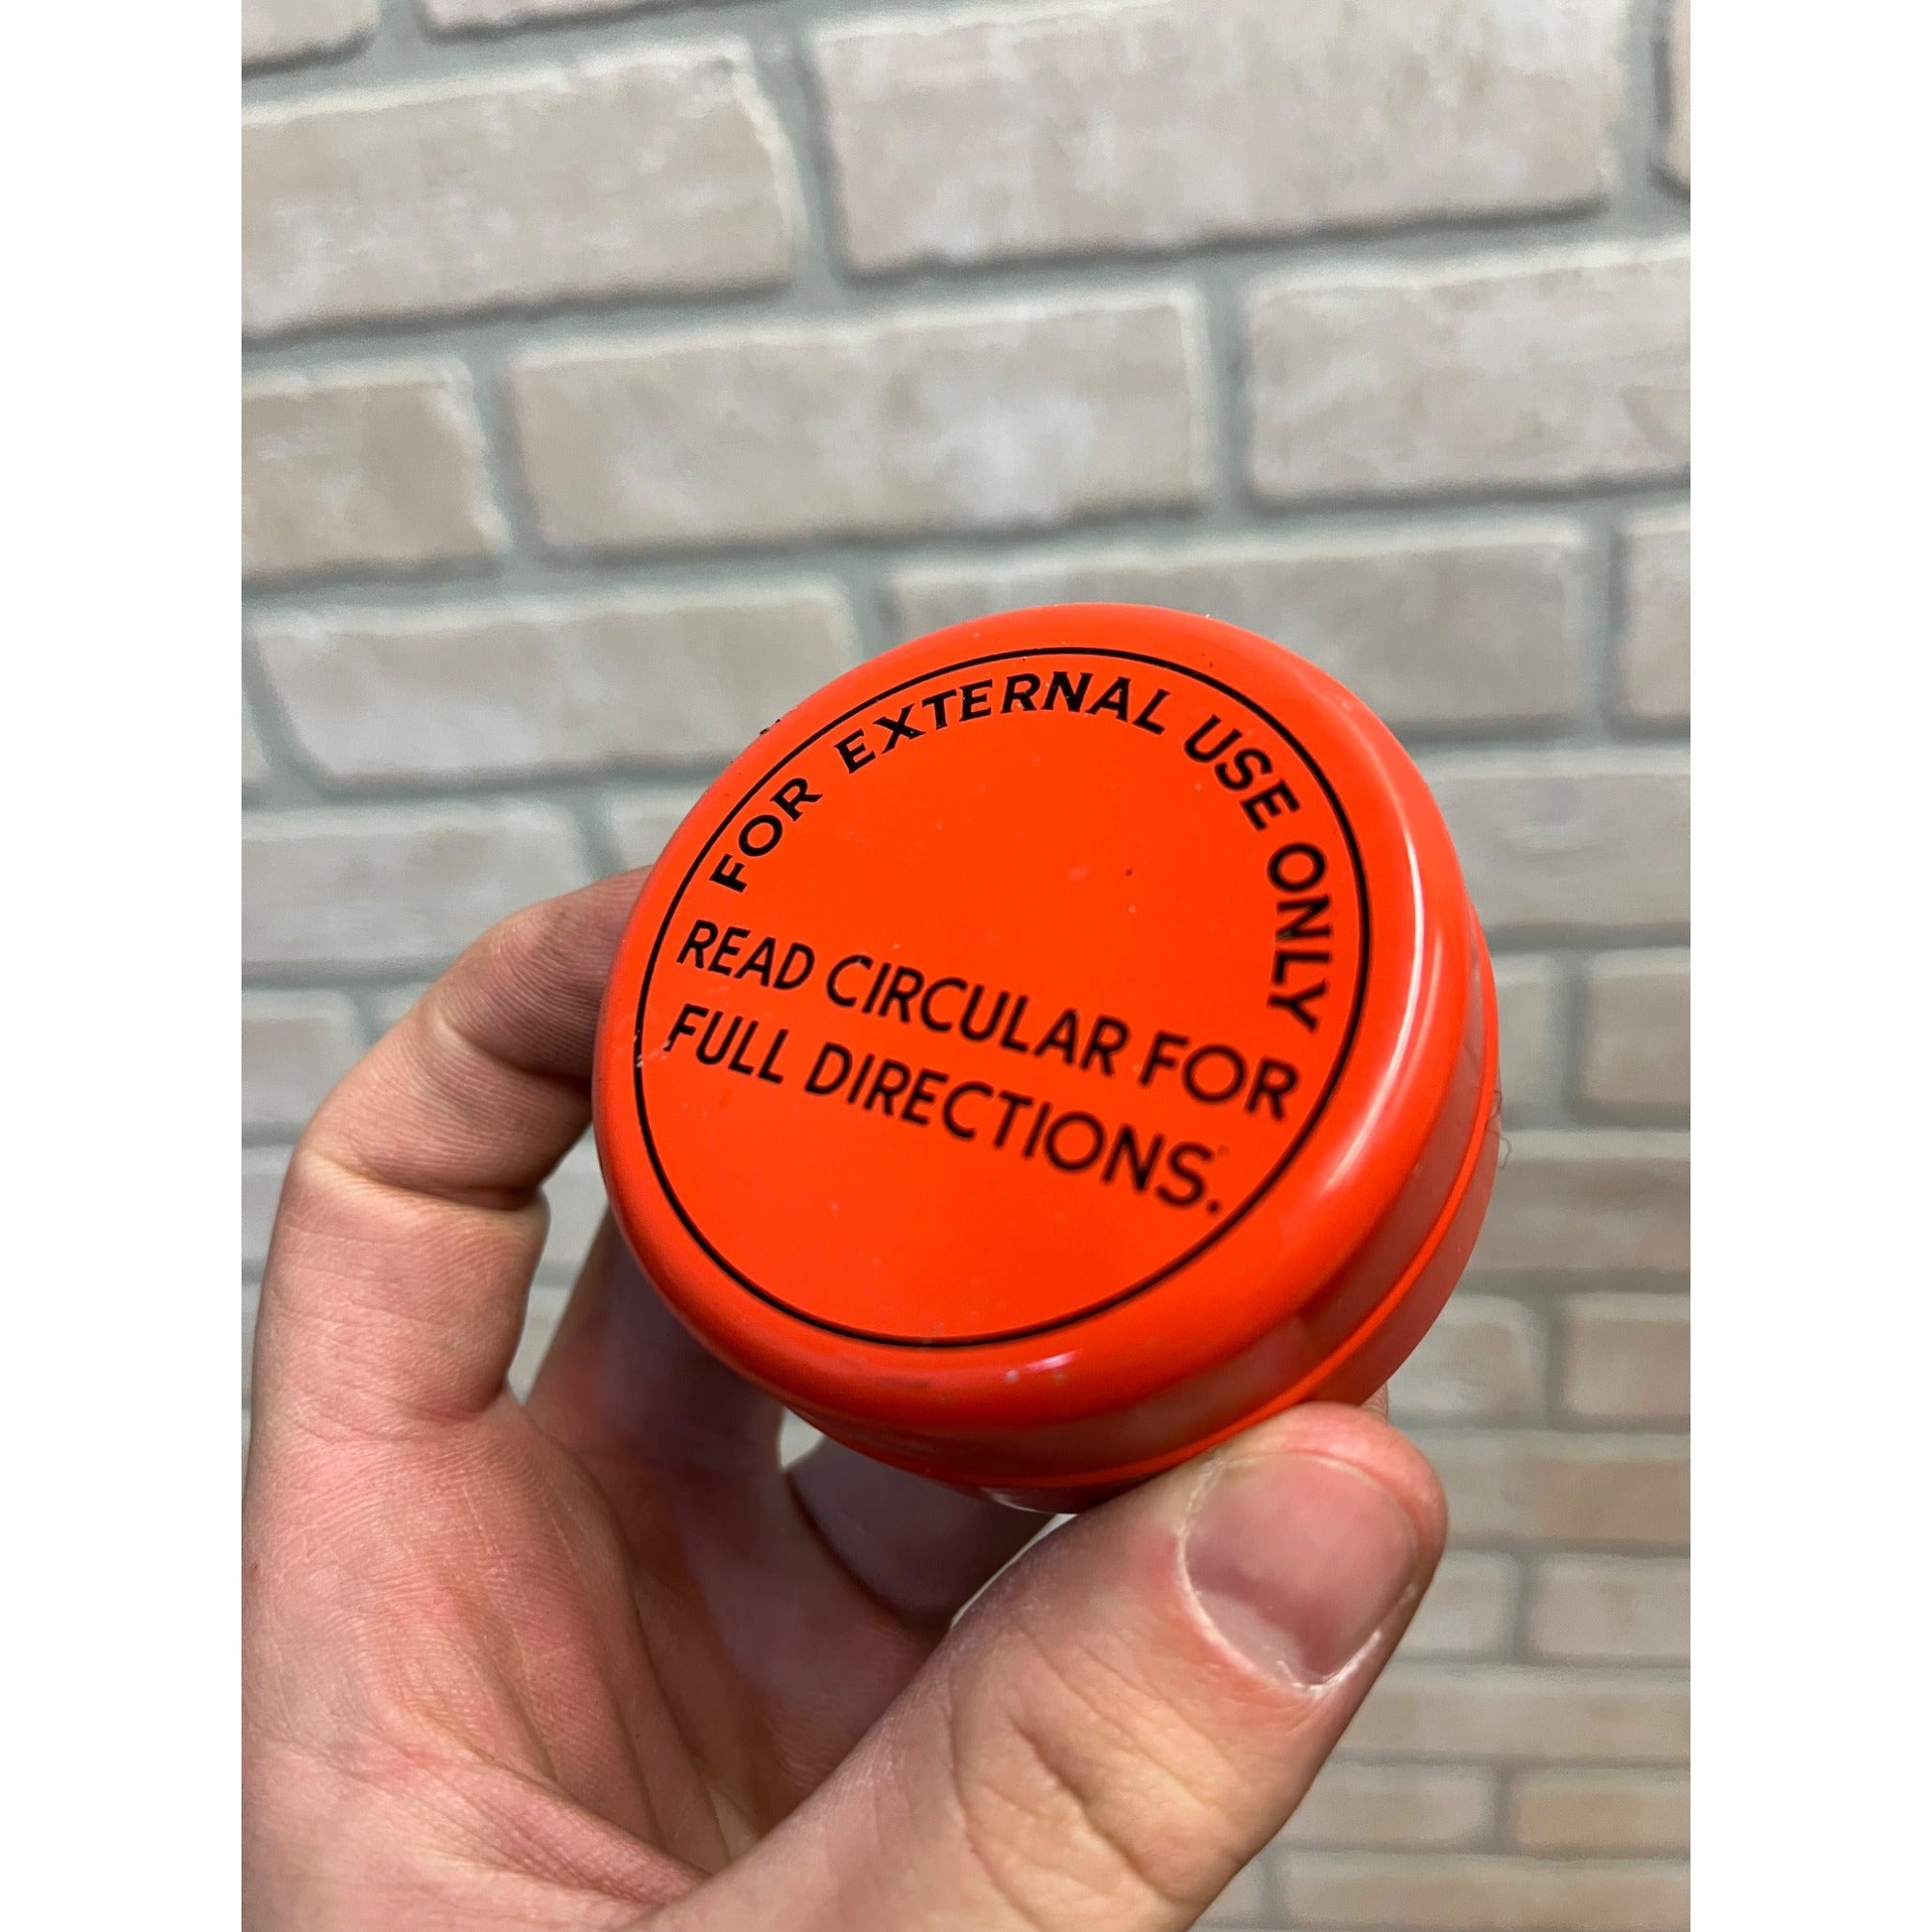 FOR EXTERNAL USE ONLY
READ CIRCULAR FOR
FULL DIRECTIONS.